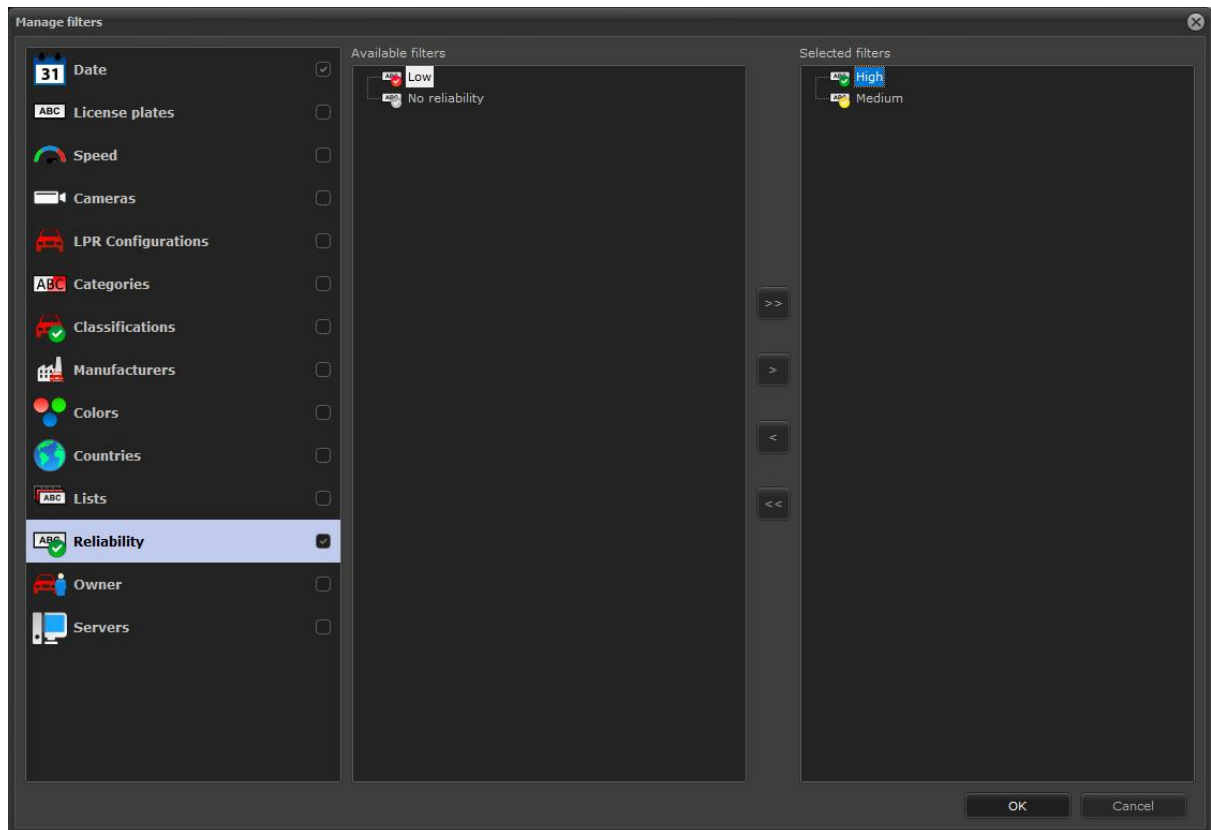 Manage filters
31 Date
ABC License plates
Speed
Cameras
LPR Configurations
ABC Categories
Classifications
Manufacturers
Colors
Countries
ABC Lists
Reliability
Owner
Servers
Available filters
Low
No reliability
>>
>
<
<<
Selected filters
High
Medium
OK Cancel